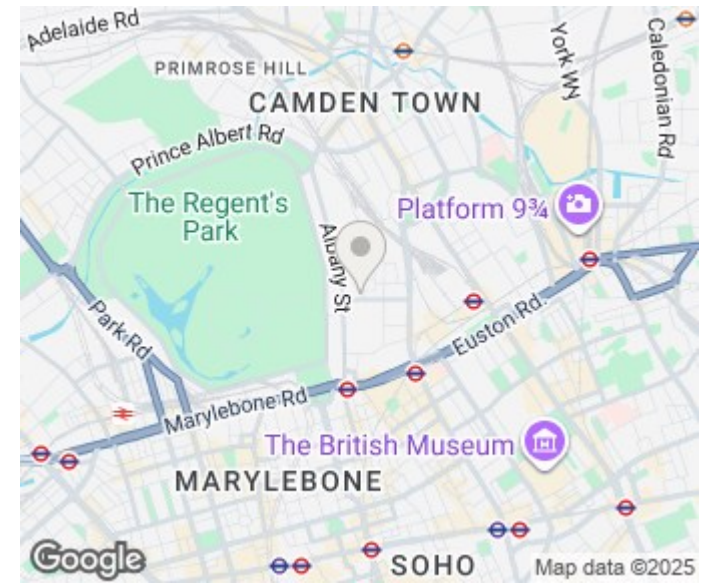 Adelaide Rd
PRIMROSE HILL
CAMDEN TOWN
York Wy
Caledonian Rd
Prince Albert Rd
The Regent's
Park
Platform 9¾
Albany St
Park Rd
Euston Rd.
Marylebone Rd
The British Museum
MARYLEBONE
Google
SOHO
Map data ©2025